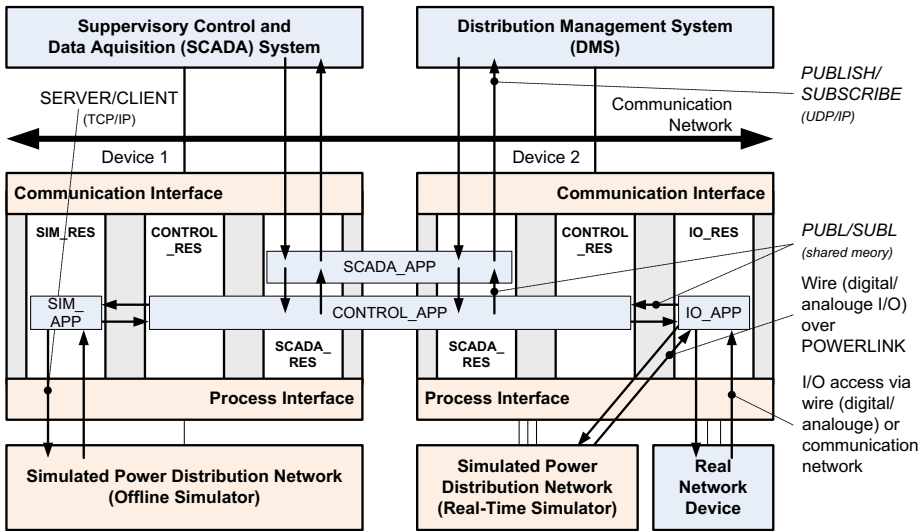 Supervisory Control and
Data Aquisition (SCADA) System
Distribution Management System
(DMS)
PUBLISH/
SUBSCRIBE
(UDP/IP)
SERVER/CLIENT
(TCP/IP)
Communication
Network
Device 1
Device 2
Communication Interface
Communication Interface
SIM_RES
CONTROL
_RES
CONTROL
_RES
IO_RES
PUBL/SUBL
(shared meory)
SCADA_APP
SIM_
APP
CONTROL_APP
IO_APP
Wire (digital/
analouge I/O)
over
POWERLINK
SCADA_
RES
SCADA_
RES
Process Interface
Process Interface
I/O access via
wire (digital/
analouge) or
communication
network
Simulated Power Distribution Network
(Offline Simulator)
Simulated Power
Distribution Network
(Real-Time Simulator)
Real
Network
Device